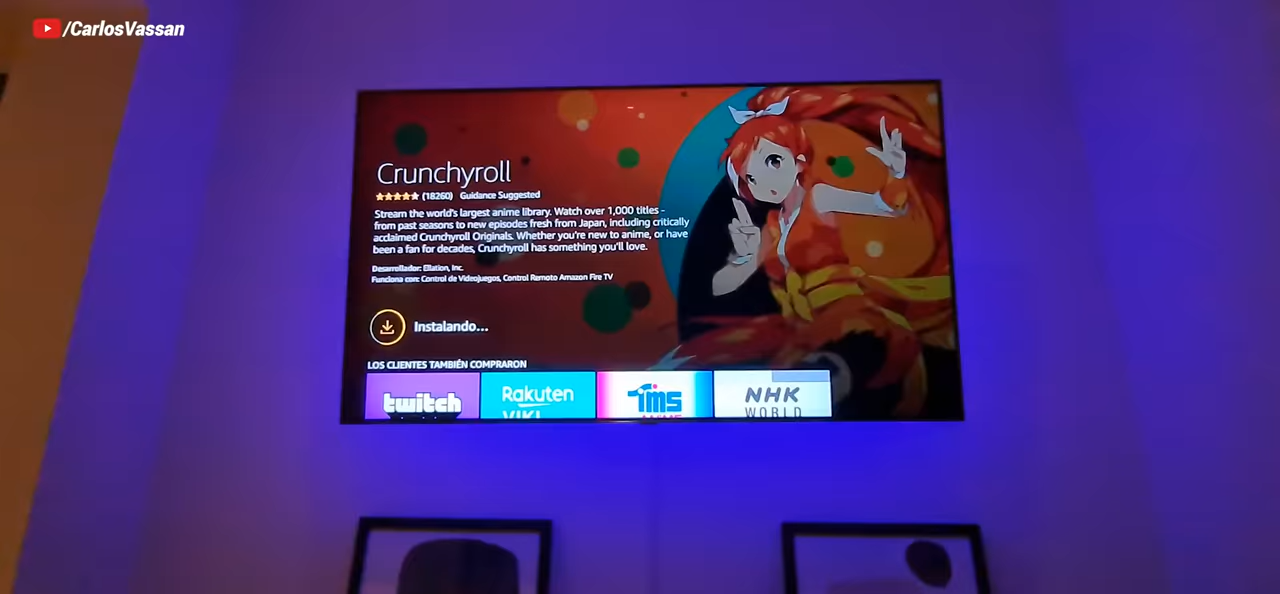 /CarlosVassan
Crunchyroll
(18260) Guidance Suggested
Stream the world's largest anime library. Watch over 1,000 titles -
from past seasons to new episodes fresh from Japan, including critically
acclaimed Crunchyroll Originals. Whether you're new to anime, or have
been a fan for decades, Crunchyroll has something you'll love.
Desarrollador: Ellation, Inc.
Funciona con: Control de Videojuegos, Control Remoto Amazon Fire TV
Instalando...
LOS CLIENTES TAMBIÉN COMPRARON
twitch
Rakuten
VIKI
TMS
ANIME
NHK
WORLD